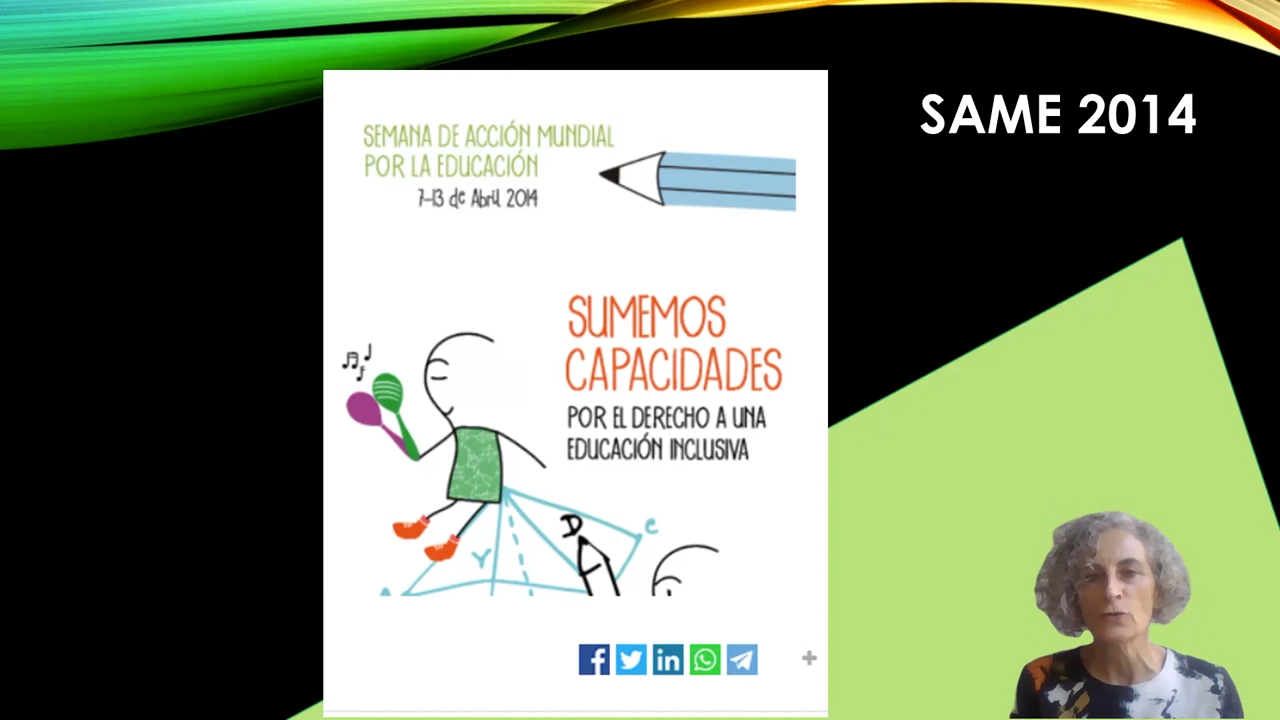 SAME 2014
SEMANA DE ACCIÓN MUNDIAL
POR LA EDUCACIÓN
7-13 de Abril 2014
SUMEMOS
CAPACIDADES
POR EL DERECHO A UNA
EDUCACIÓN INCLUSIVA
D
C
Y
A